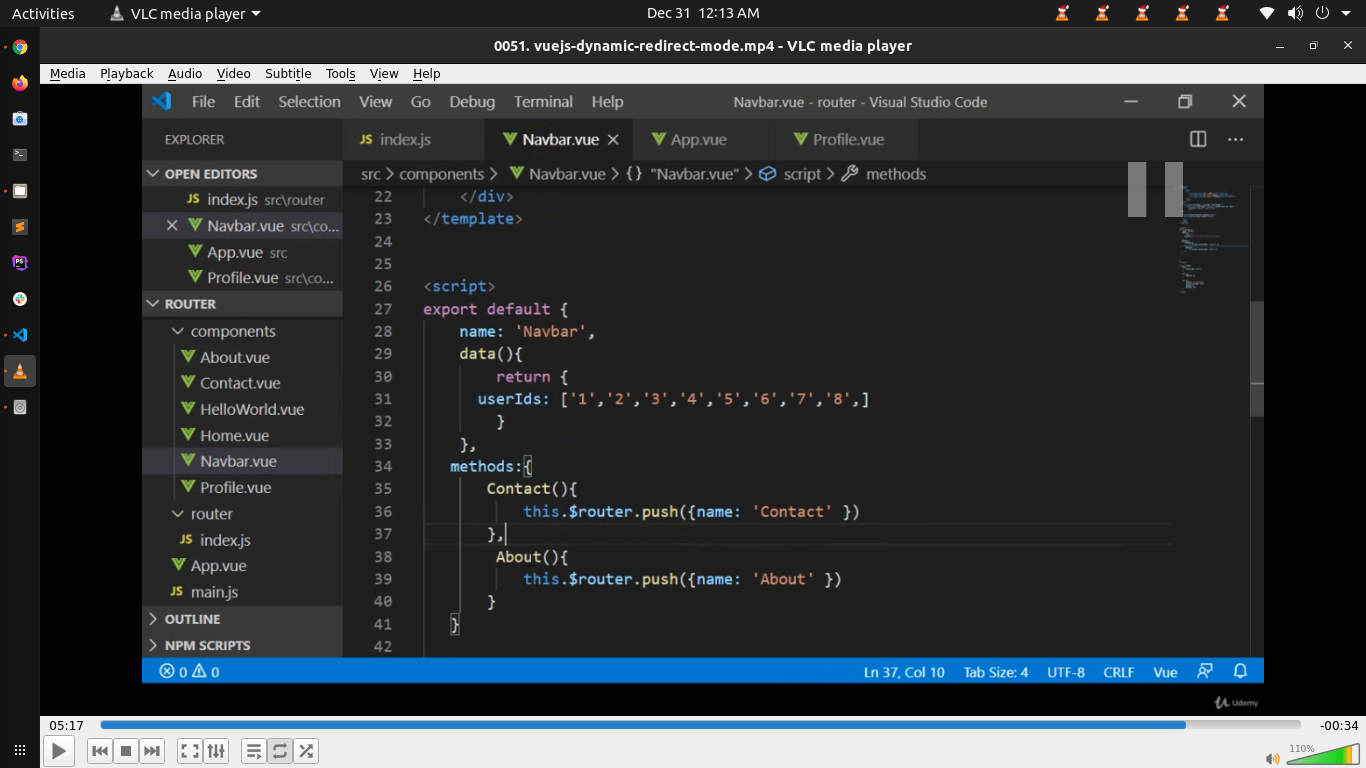 Activities VLC media player Dec 31 12:13 AM
0051. vuejs-dynamic-redirect-mode.mp4 - VLC media player
Media Playback Audio Video Subtitle Tools View Help
File Edit Selection View Go Debug Terminal Help Navbar.vue - router - Visual Studio Code
EXPLORER
JS index.js Navbar.vue App.vue Profile.vue
OPEN EDITORS
JS index.js src\router
Navbar.vue src\co...
App.vue src
Profile.vue src\co...
ROUTER
components
About.vue
Contact.vue
HelloWorld.vue
Home.vue
Navbar.vue
Profile.vue
router
JS index.js
App.vue
JS main.js
OUTLINE
NPM SCRIPTS
src > components > Navbar.vue > {} "Navbar.vue" > script > methods
22 </div>
23 </template>
24
25
26 <script>
27 export default {
28 name: 'Navbar',
29 data(){
30 return {
31 userIds: ['1','2','3','4','5','6','7','8',]
32 }
33 },
34 methods:{
35 Contact(){
36 this.$router.push({name: 'Contact' })
37 },
38 About(){
39 this.$router.push({name: 'About' })
40 }
41 }
42
0 0 Ln 37, Col 10 Tab Size: 4 UTF-8 CRLF Vue
Udemy
05:17 -00:34
110%